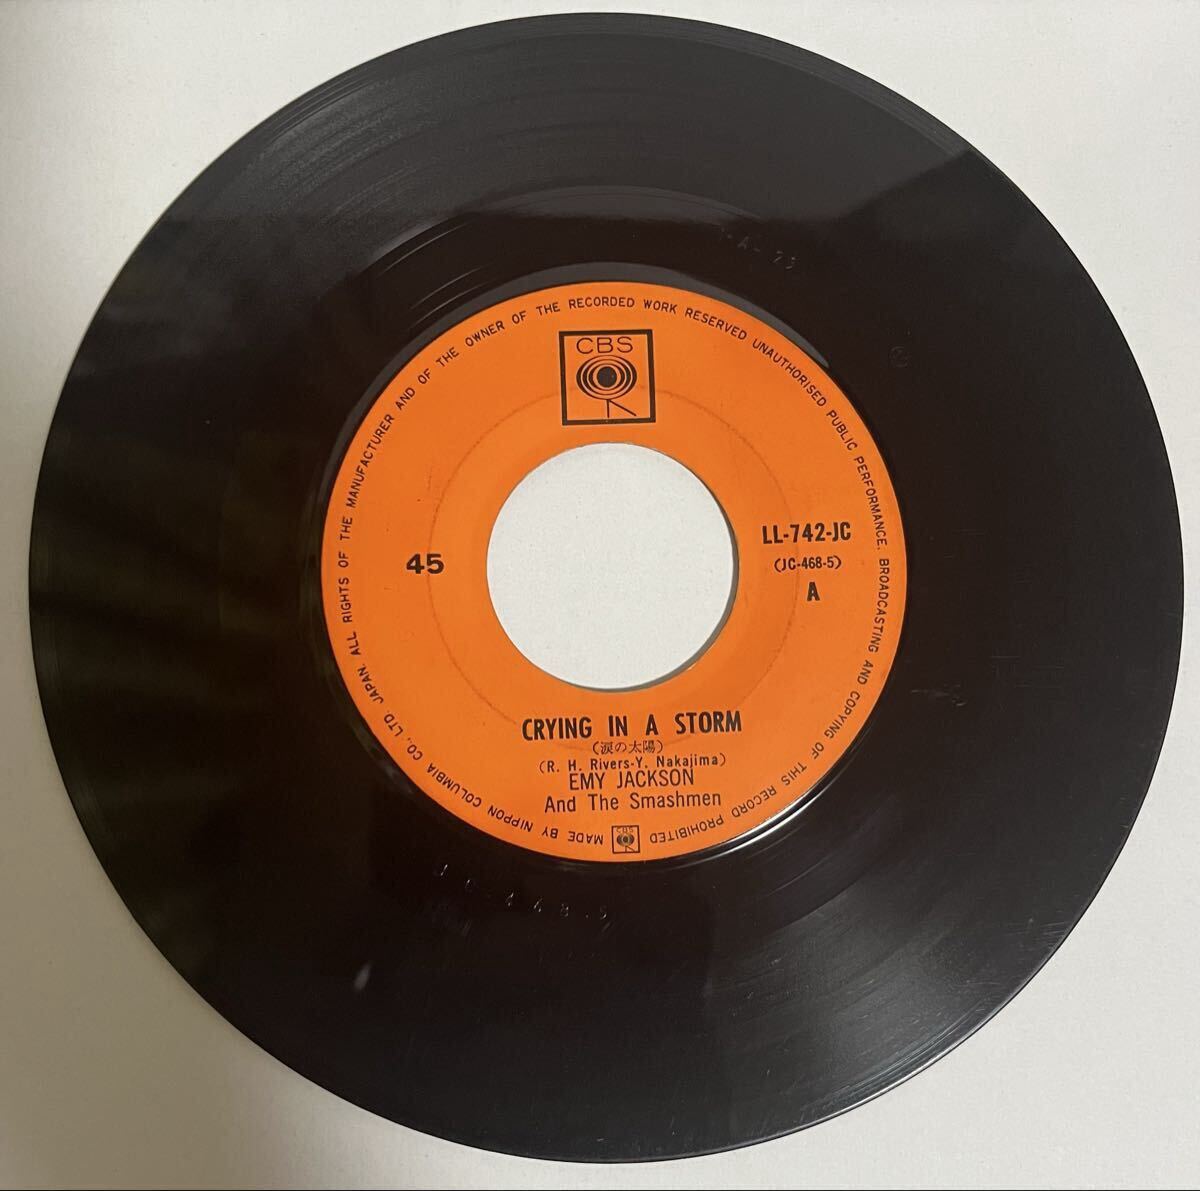 CBS
45
LL-742-JC
(JC-468-5)
A
CRYING IN A STORM
(涙の太陽)
(R. H. Rivers-Y. Nakajima)
EMY JACKSON
And The Smashmen
MADE BY NIPPON COLUMBIA CO., LTD. JAPAN. ALL RIGHTS OF THE MANUFACTURER AND OF THE OWNER OF THE RECORDED WORK RESERVED UNAUTHORISED PUBLIC PERFORMANCE. BROADCASTING AND COPYING OF THIS RECORD PROHIBITED
CBS